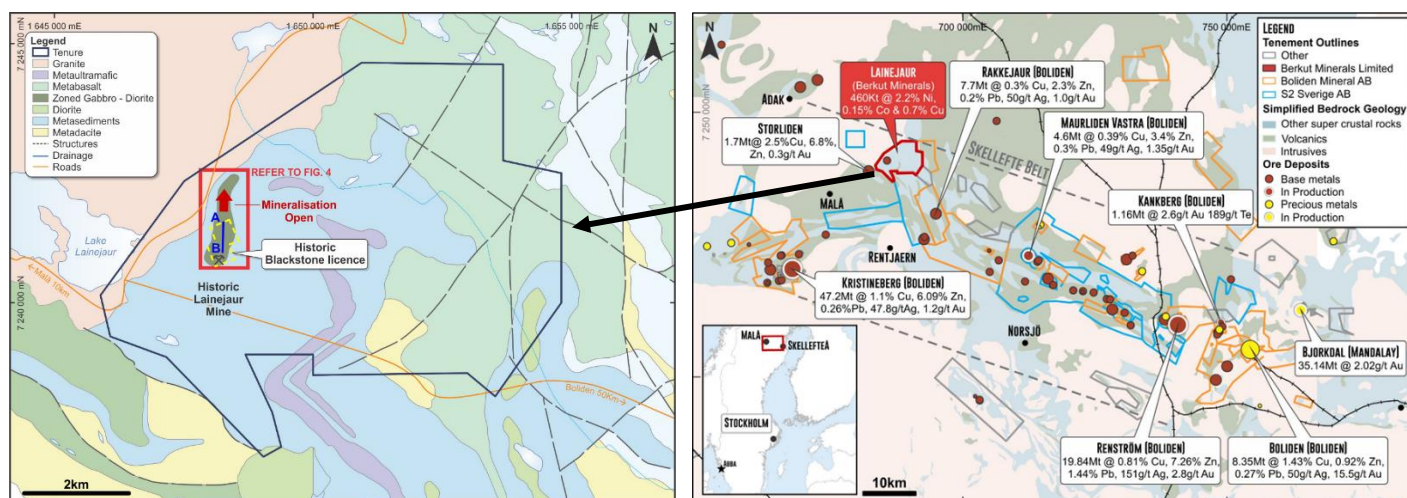 1 645 000mE
1 650 000mE
1 655 000mE
7 245 000 mN
7 240 000 mN
N
Legend
Tenure
Granite
Metaultramafic
Metabasalt
Zoned Gabbro - Diorite
Diorite
Metasediments
Metadacite
Structures
Drainage
Roads
REFER TO FIG. 4
Mineralisation
Open
A
B
Historic
Blackstone licence
Historic
Lainejaur
Mine
Lake
Lainejaur
Malå 10km
Boliden 50Km
2km
700 000mE
750 000mE
7 250 000mN
N
LEGEND
Tenement Outlines
Other
Berkut Minerals Limited
Boliden Mineral AB
S2 Sverige AB
Simplified Bedrock Geology
Other super crustal rocks
Volcanics
Intrusives
Ore Deposits
Base metals
In Production
Precious metals
In Production
ADAK
LAINEJAUR
(Berkut Minerals)
460Kt @ 2.2% Ni,
0.15% Co & 0.7% Cu
RAKKEJAUR (BOLIDEN)
7.7Mt @ 0.3% Cu, 2.3% Zn,
0.2% Pb, 50g/t Ag, 1.0g/t Au
STORLIDEN
1.7Mt@ 2.5%Cu, 6.8%,
Zn, 0.3g/t Au
MAURLIDEN VASTRA (BOLIDEN)
4.6Mt @ 0.39% Cu, 3.4% Zn,
0.3% Pb, 49g/t Ag, 1.35g/t Au
SKELLEFTE BELT
MALÅ
KANKBERG (BOLIDEN)
1.16Mt @ 2.6g/t Au 189g/t Te
RENTJAERN
KRISTINEBERG (BOLIDEN)
47.2Mt @ 1.1% Cu, 6.09% Zn,
0.26%Pb, 47.8g/tAg, 1.2g/t Au
NORSJÖ
MALÅ
SKELLEFTEÅ
STOCKHOLM
BJORKDAL (MANDALAY)
35.14Mt @ 2.02g/t Au
RENSTRÖM (BOLIDEN)
19.84Mt @ 0.81% Cu, 7.26% Zn,
1.44% Pb, 151g/t Ag, 2.8g/t Au
BOLIDEN (BOLIDEN)
8.35Mt @ 1.43% Cu, 0.92% Zn,
0.27% Pb, 50g/t Ag, 15.5g/t Au
10km